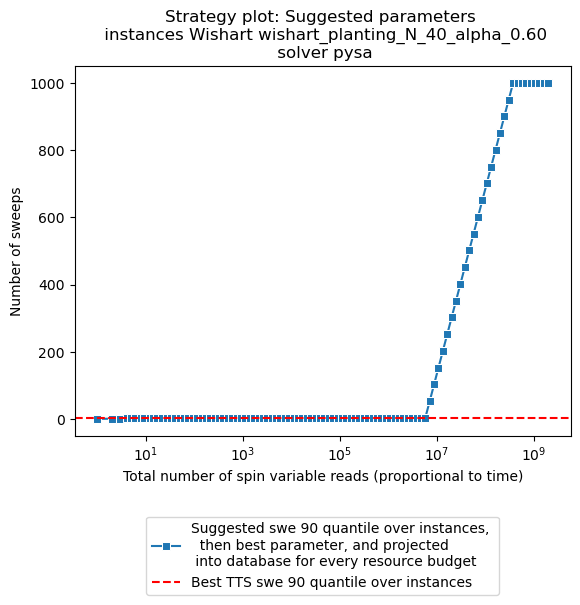 Strategy plot: Suggested parameters
instances Wishart wishart_planting_N_40_alpha_0.60
solver pysa
1000
800
600
400
200
0
Number of sweeps
10^1
10^3
10^5
10^7
10^9
Total number of spin variable reads (proportional to time)
Suggested swe 90 quantile over instances,
then best parameter, and projected
into database for every resource budget
Best TTS swe 90 quantile over instances